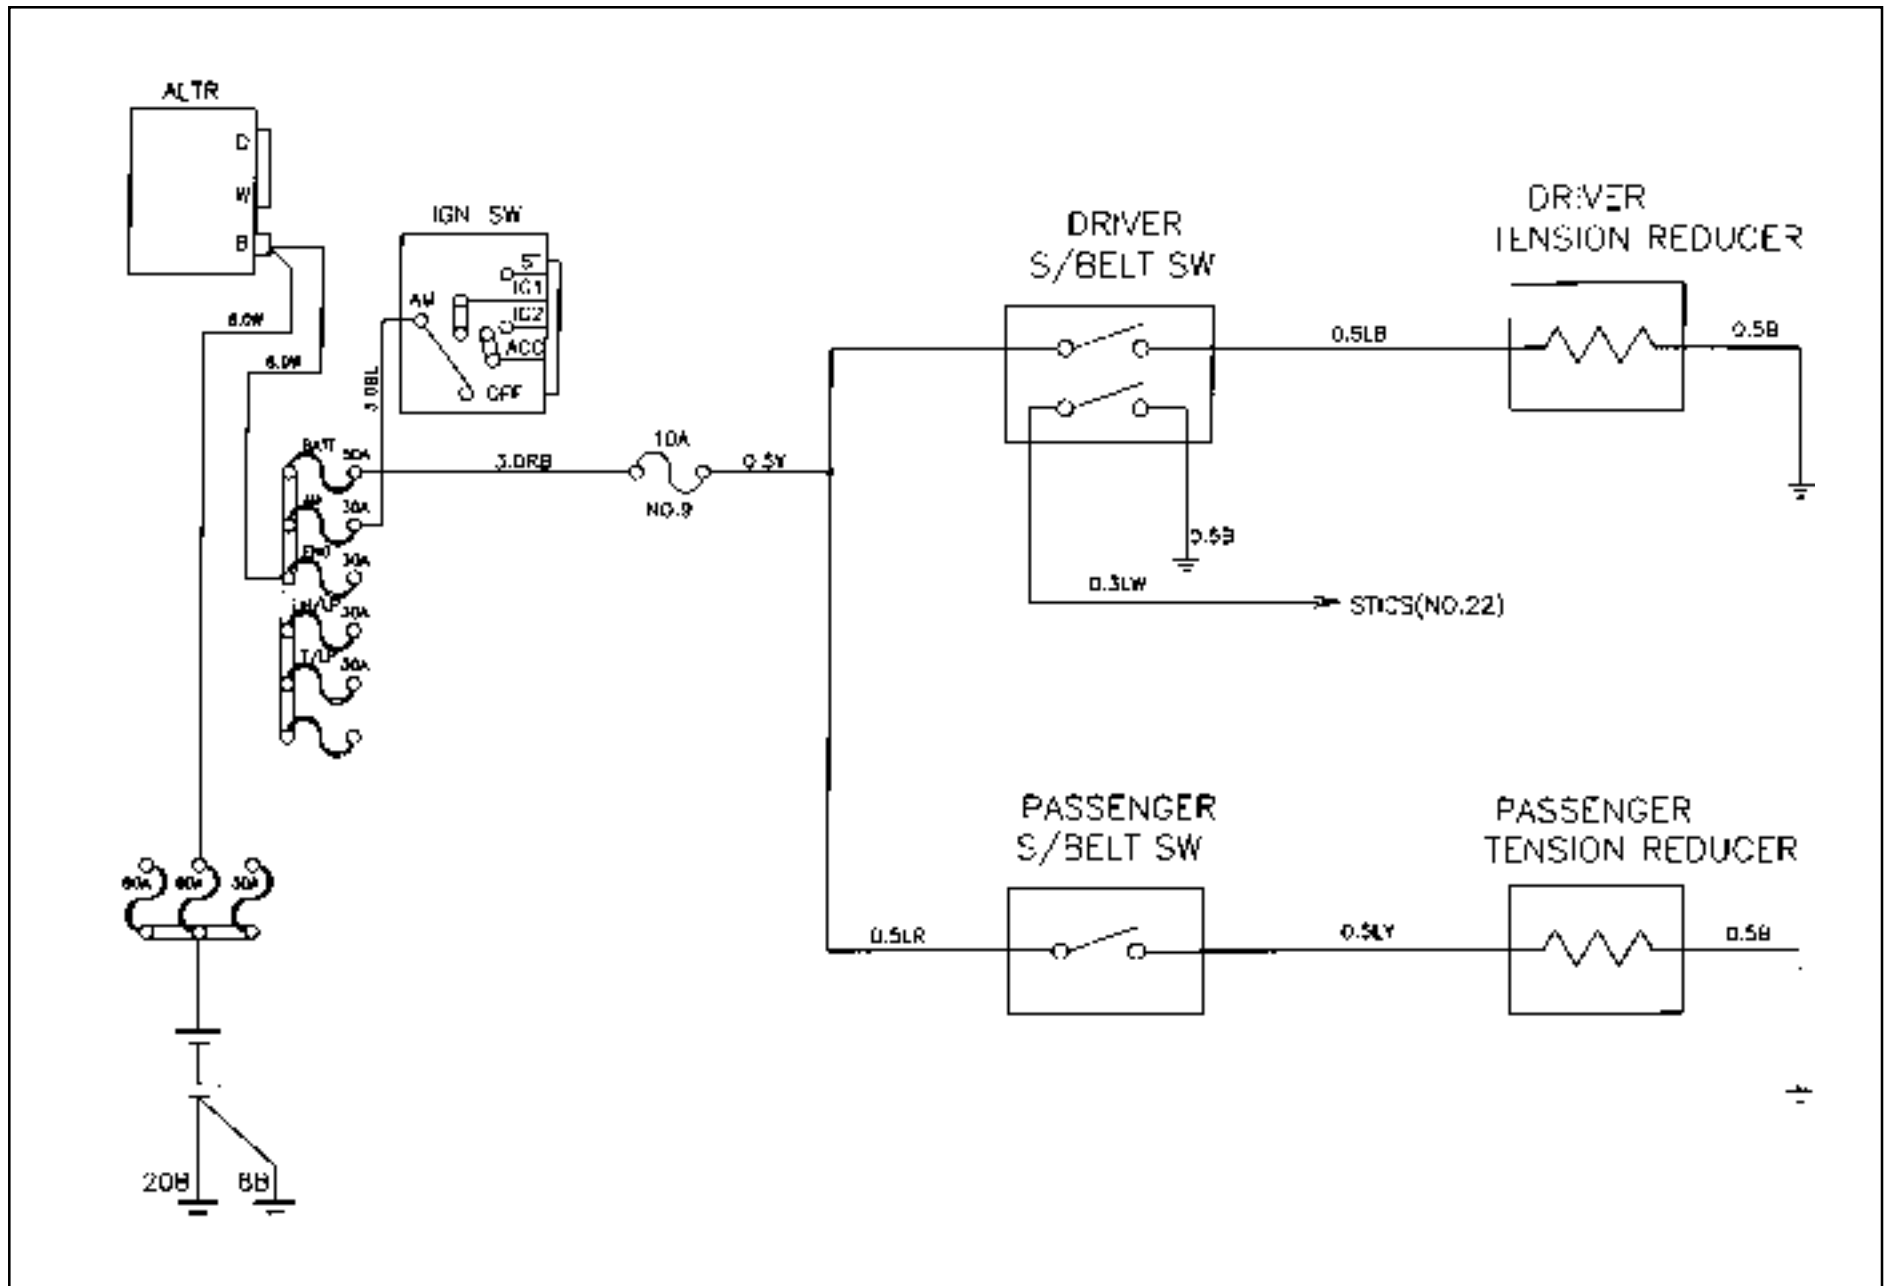 ALTR
D
W
B
IGN SW
ST
IG1
IG2
ACC
OFF
AM
6.0W
6.0W
3.0BL
BATT
30A
3.0RB
10A
NO.9
0.5Y
30A
30A
30A
T/LP
30A
DRIVER
S/BELT SW
0.5LB
DRIVER
TENSION REDUCER
0.5B
0.5B
0.3LW
STICS(NO.22)
PASSENGER
S/BELT SW
0.5LR
0.5LY
PASSENGER
TENSION REDUCER
0.5B
60A
20B
8B